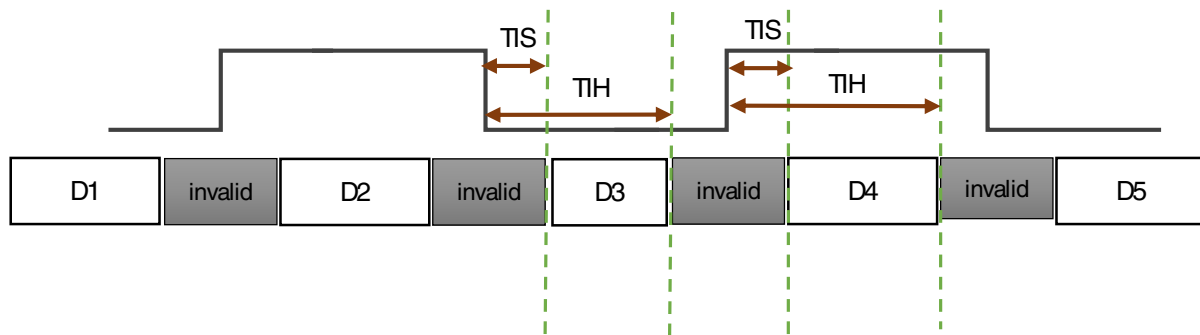 TIS
TIS
TIH
TIH
D1 invalid D2 invalid D3 invalid D4 invalid D5